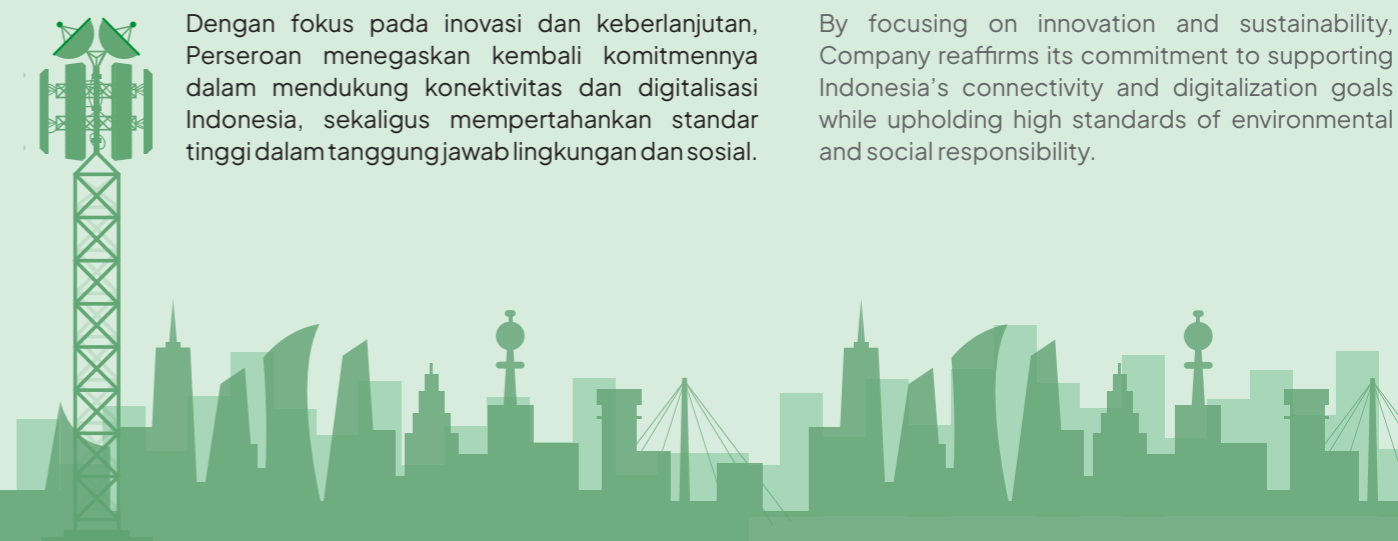 Dengan fokus pada inovasi dan keberlanjutan,
Perseroan menegaskan kembali komitmennya
dalam mendukung konektivitas dan digitalisasi
Indonesia, sekaligus mempertahankan standar
tinggi dalam tanggung jawab lingkungan dan sosial.
By focusing on innovation and sustainability,
Company reaffirms its commitment to supporting
Indonesia's connectivity and digitalization goals
while upholding high standards of environmental
and social responsibility.